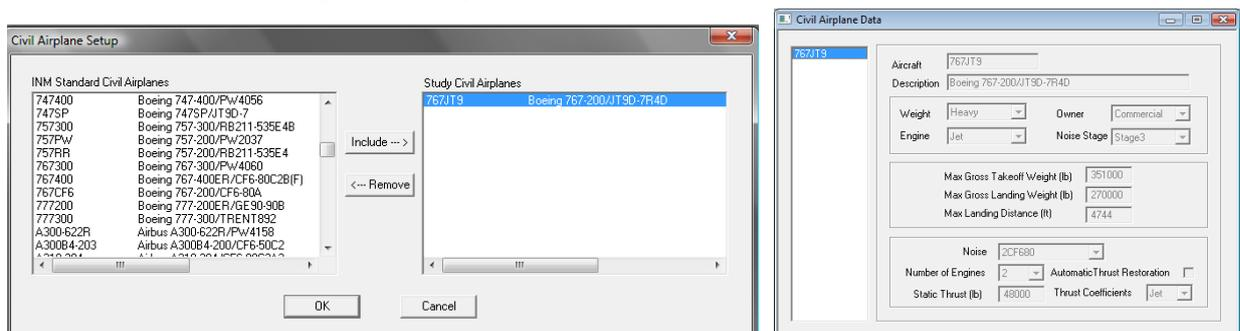 Civil Airplane Setup
INM Standard Civil Airplanes
747400 Boeing 747-400/PW4056
747SP Boeing 747SP/JT9D-7
757300 Boeing 757-300/RB211-535E4B
757PW Boeing 757-200/PW2037
757RR Boeing 757-200/RB211-535E4
767300 Boeing 767-300/PW4060
767400 Boeing 767-400ER/CF6-80C2B(F)
767CF6 Boeing 767-200/CF6-80A
777200 Boeing 777-200ER/GE90-90B
777300 Boeing 777-300/TRENT892
A300-622R Airbus A300-622R/PW4158
A300B4-203 Airbus A300B4-200/CF6-50C2
Include --->
<--- Remove
Study Civil Airplanes
767JT9 Boeing 767-200/JT9D-7R4D
OK Cancel
Civil Airplane Data
767JT9
Aircraft 767JT9
Description Boeing 767-200/JT9D-7R4D
Weight Heavy Owner Commercial
Engine Jet Noise Stage Stage3
Max Gross Takeoff Weight (lb) 351000
Max Gross Landing Weight (lb) 270000
Max Landing Distance (ft) 4744
Noise 2CF680
Number of Engines 2 AutomaticThrust Restoration
Static Thrust (lb) 48000 Thrust Coefficients Jet